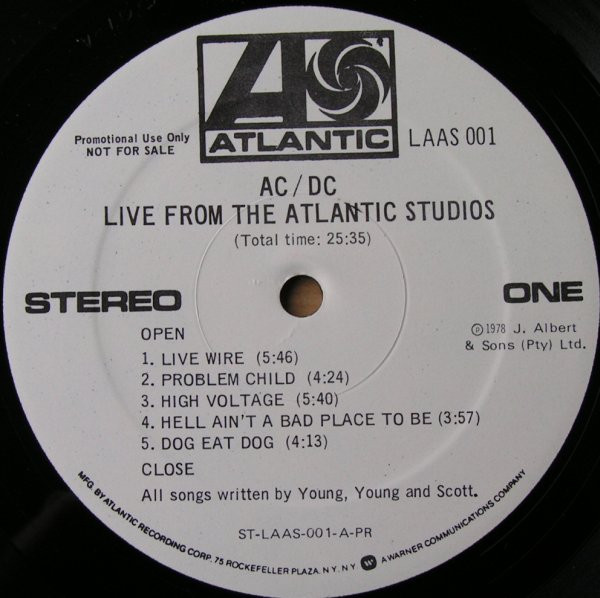 Promotional Use Only
NOT FOR SALE
ATLANTIC
LAAS 001
AC/DC
LIVE FROM THE ATLANTIC STUDIOS
(Total time: 25:35)
STEREO
ONE
OPEN
℗ 1978 J. Albert
& Sons (Pty) Ltd.
1. LIVE WIRE (5:46)
2. PROBLEM CHILD (4:24)
3. HIGH VOLTAGE (5:40)
4. HELL AIN'T A BAD PLACE TO BE (3:57)
5. DOG EAT DOG (4:13)
CLOSE
All songs written by Young, Young and Scott.
ST-LAAS-001-A-PR
MFG. BY ATLANTIC RECORDING CORP. 75 ROCKEFELLER PLAZA. N.Y. N.Y. W A WARNER COMMUNICATIONS COMPANY